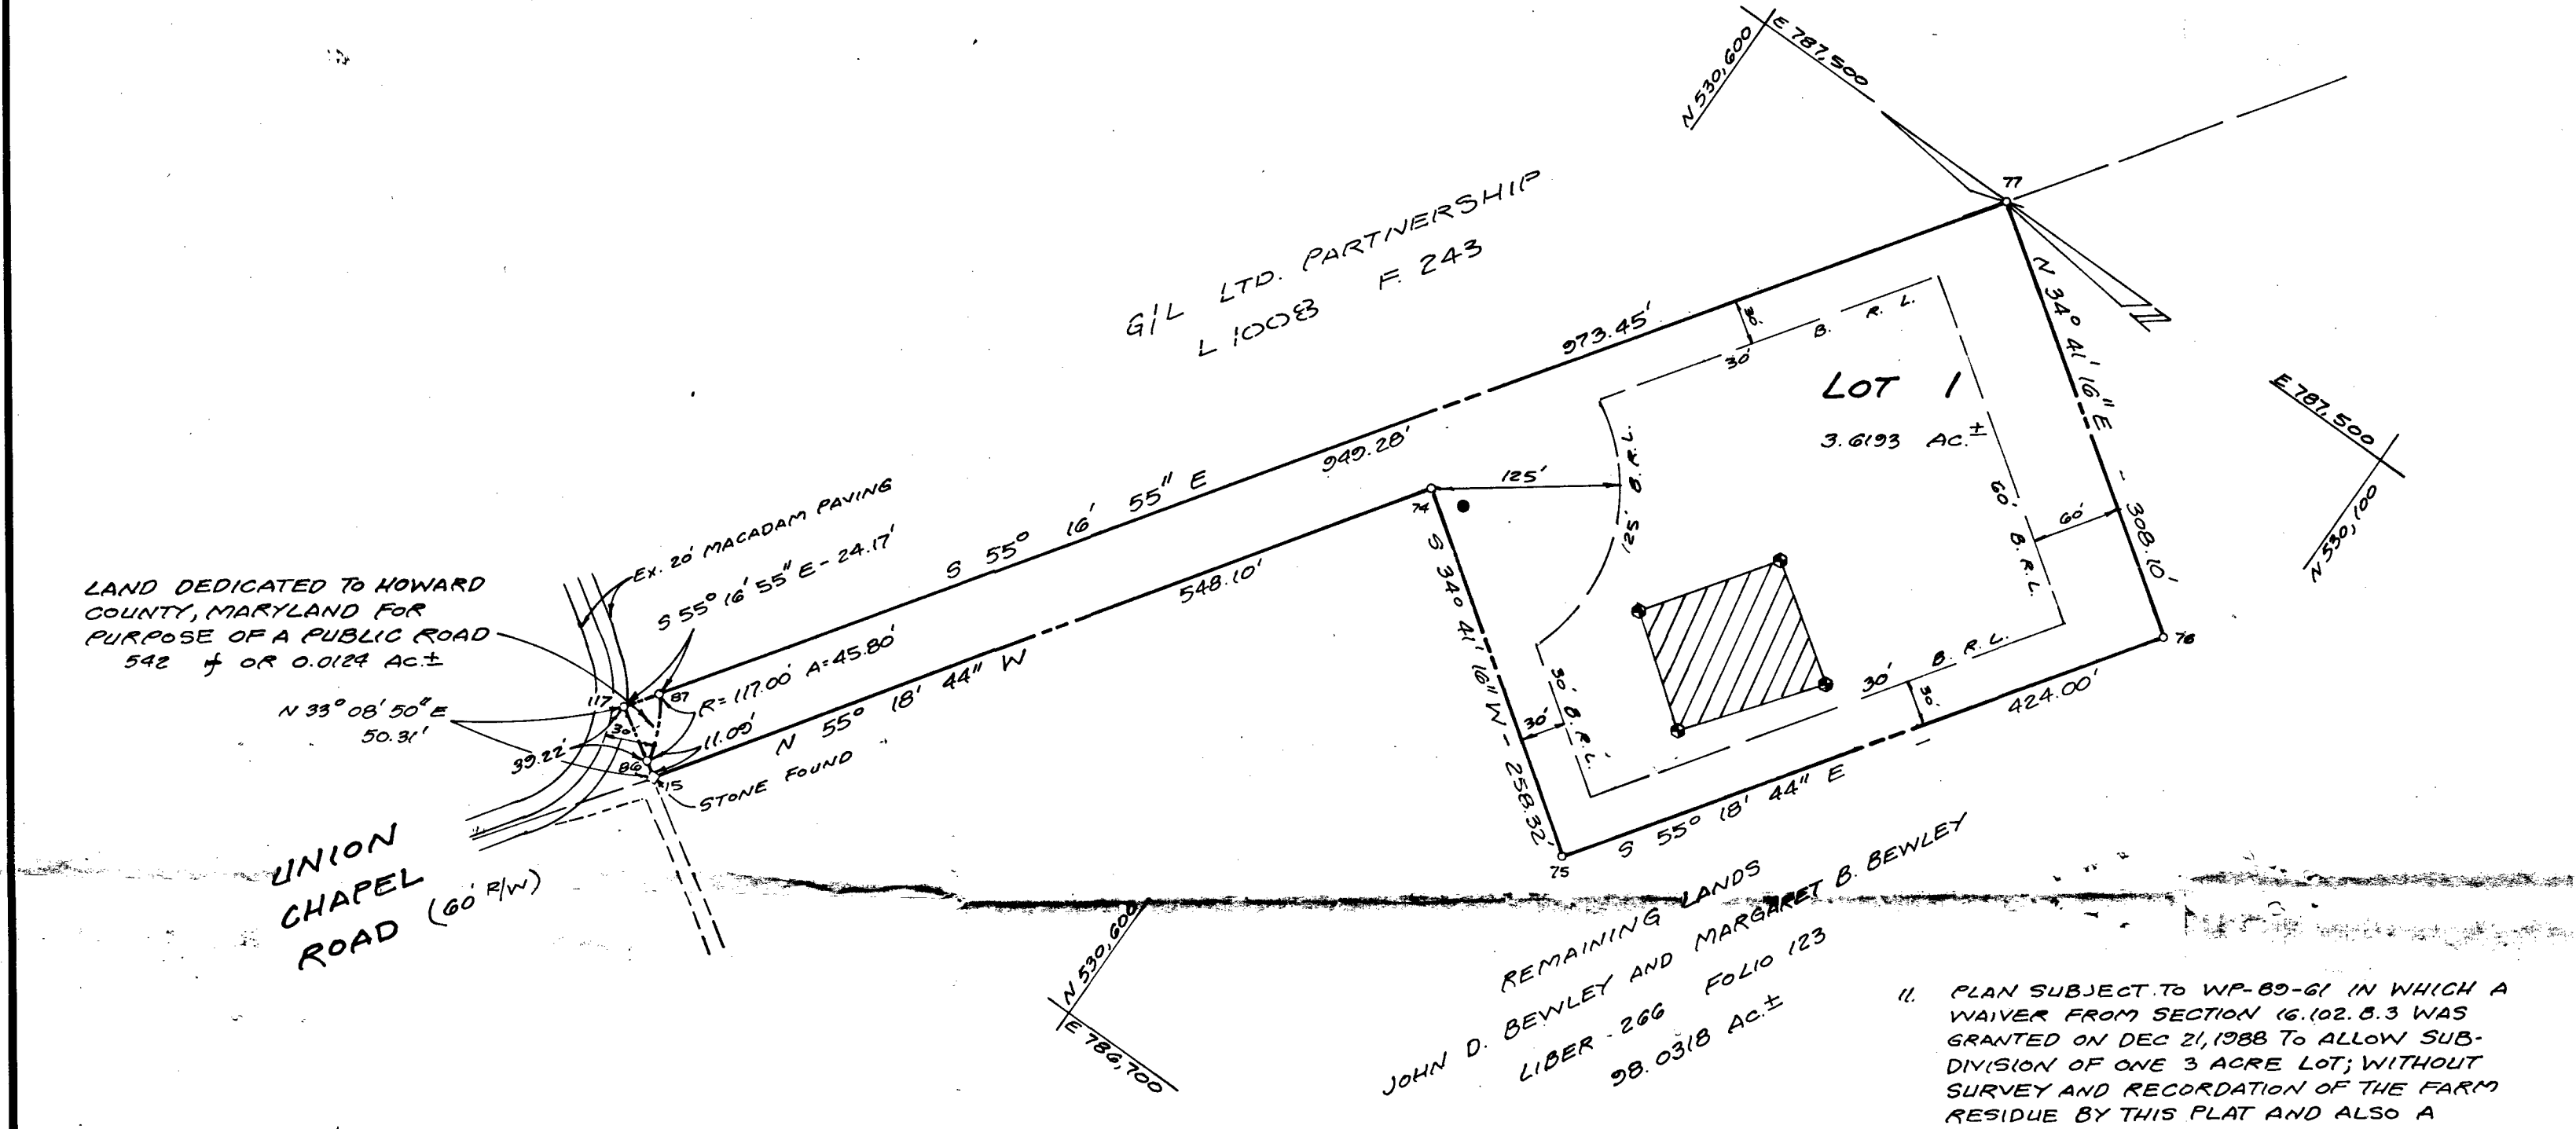 N 530,600
E 787,500
77
GIL LTD. PARTNERSHIP
L 1008 F. 243
973.45'
30'
30' B. R. L.
LOT 1
3.6193 AC.±
N 34° 41' 16" E - 308.10'
E 787,500
N 530,100
949.28'
125'
125' B.R.L.
74
60' B.R.L.
60'
EX. 20' MACADAM PAVING
S 55° 16' 55" E - 24.17'
S 55° 16' 55" E
548.10'
S 34° 41' 16" W - 258.32'
LAND DEDICATED TO HOWARD
COUNTY, MARYLAND FOR
PURPOSE OF A PUBLIC ROAD
542 ⏍ OR 0.0124 AC.±
N 33° 08' 50" E
50.31'
117
87
R=117.00' A=45.80'
30'
11.09'
39.22'
86
15
N 55° 18' 44" W
STONE FOUND
30'
30' B.R.L.
30' B.R.L.
30'
76
424.00'
S 55° 18' 44" E
75
UNION
CHAPEL
ROAD (60' R/W)
N 530,600
E 786,700
REMAINING LANDS
JOHN D. BEWLEY AND MARGARET B. BEWLEY
LIBER - 266 FOLIO 123
98.0318 AC.±
11. PLAN SUBJECT TO WP-89-61 IN WHICH A
WAIVER FROM SECTION 16.102.B.3 WAS
GRANTED ON DEC 21, 1988 TO ALLOW SUB-
DIVISION OF ONE 3 ACRE LOT; WITHOUT
SURVEY AND RECORDATION OF THE FARM
RESIDUE BY THIS PLAT AND ALSO A